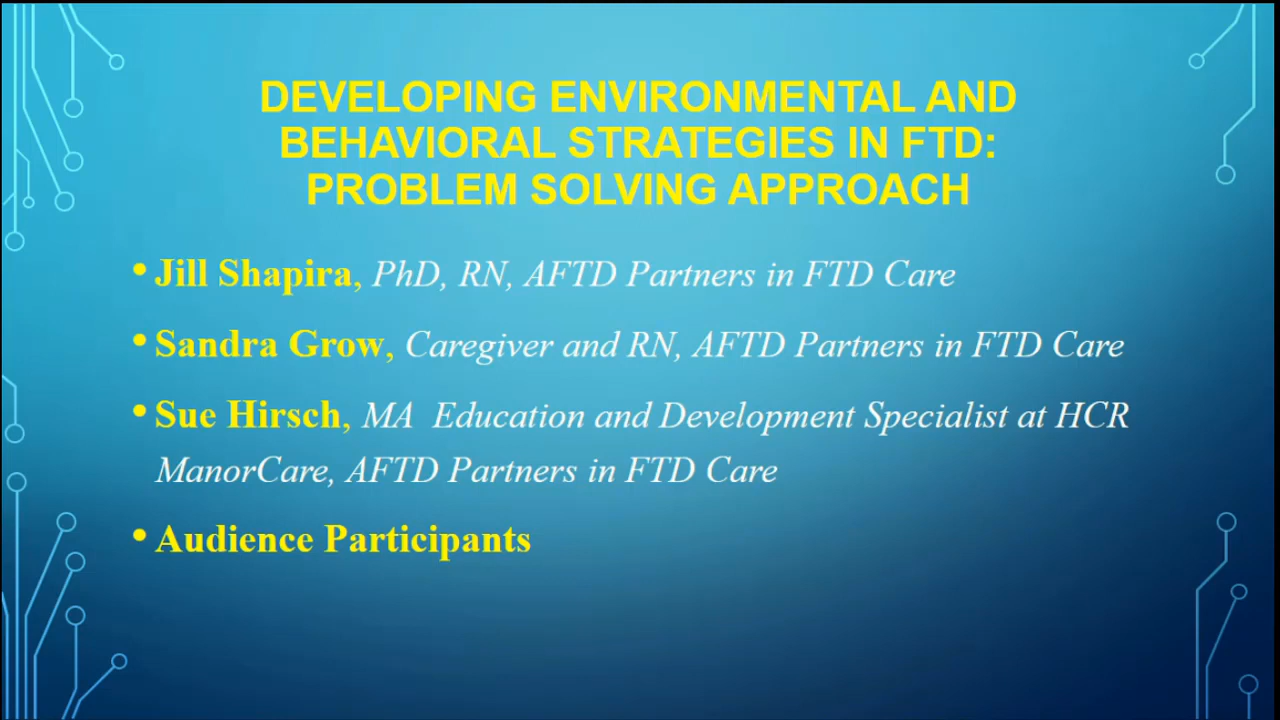 DEVELOPING ENVIRONMENTAL AND
BEHAVIORAL STRATEGIES IN FTD:
PROBLEM SOLVING APPROACH
• Jill Shapira, PhD, RN, AFTD Partners in FTD Care
• Sandra Grow, Caregiver and RN, AFTD Partners in FTD Care
• Sue Hirsch, MA  Education and Development Specialist at HCR
ManorCare, AFTD Partners in FTD Care
• Audience Participants